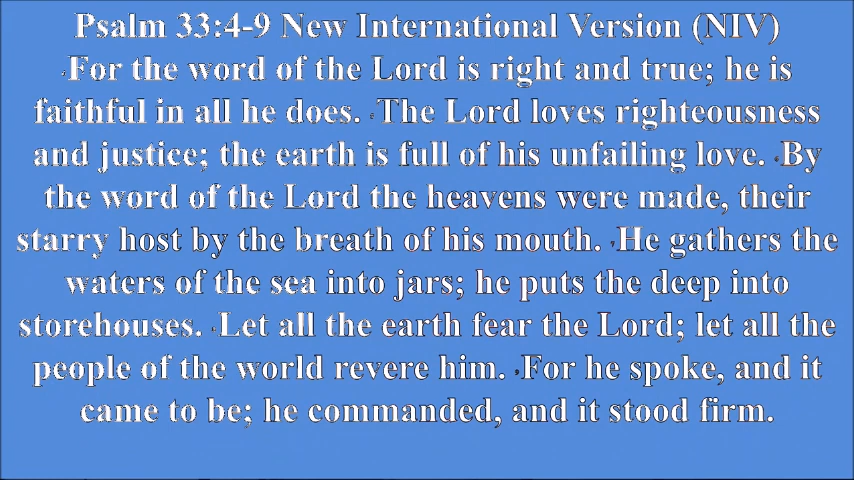 Psalm 33:4-9 New International Version (NIV)
For the word of the Lord is right and true; he is
faithful in all he does. The Lord loves righteousness
and justice; the earth is full of his unfailing love. By
the word of the Lord the heavens were made, their
starry host by the breath of his mouth. He gathers the
waters of the sea into jars; he puts the deep into
storehouses. Let all the earth fear the Lord; let all the
people of the world revere him. For he spoke, and it
came to be; he commanded, and it stood firm.